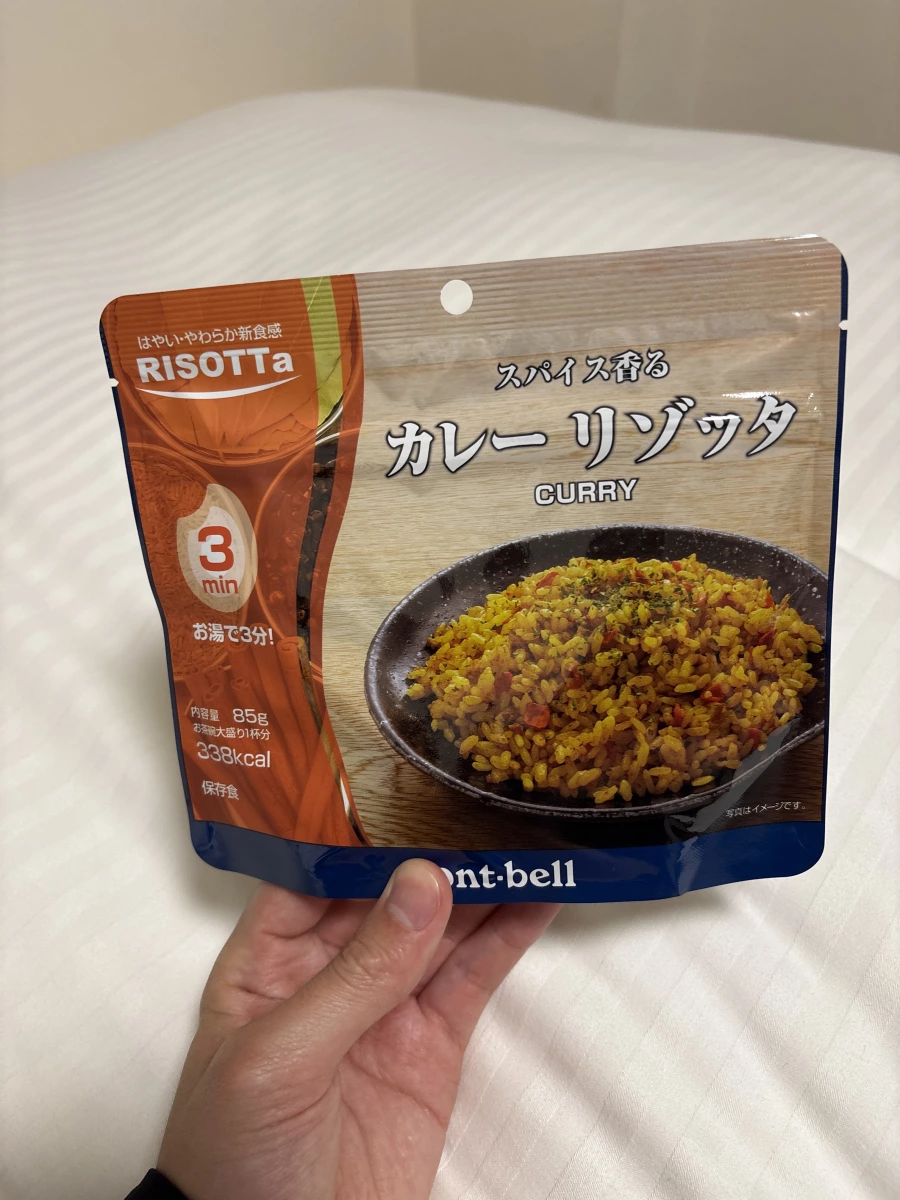 はやい・やわらか新食感
RISOTTa
スパイス香る
カレー リゾッタ
CURRY
3
min
お湯で3分!
内容量 85g
お茶碗大盛り1杯分
338kcal
保存食
写真はイメージです。
ont·bell